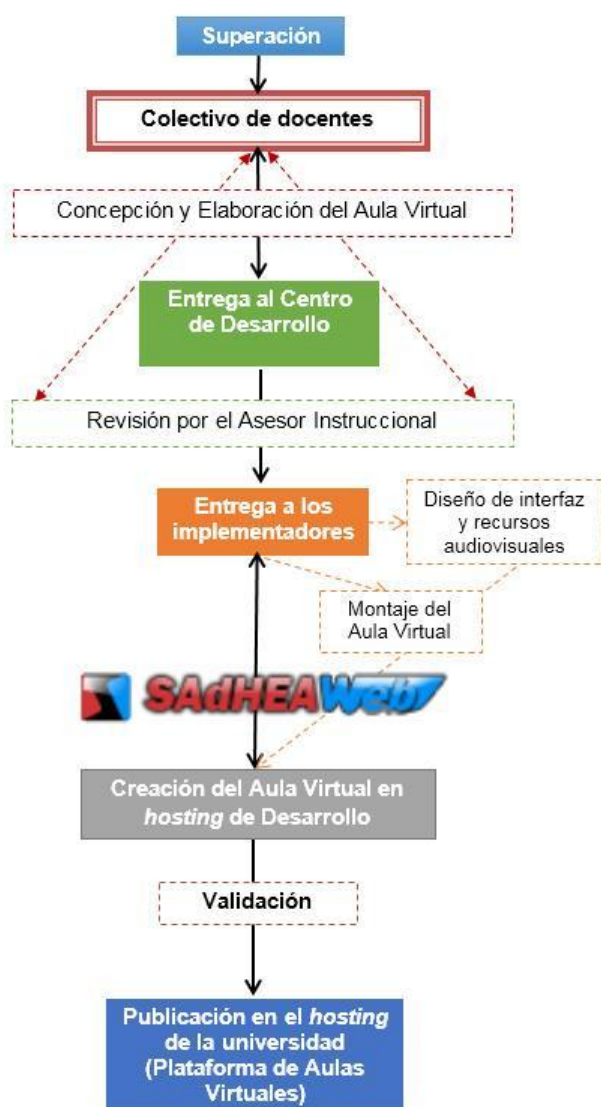 Superación
Colectivo de docentes
Concepción y Elaboración del Aula Virtual
Entrega al Centro
de Desarrollo
Revisión por el Asesor Instruccional
Entrega a los
implementadores
Diseño de interfaz
y recursos
audiovisuales
Montaje del
Aula Virtual
SAdHEAWeb
Creación del Aula Virtual en
hosting de Desarrollo
Validación
Publicación en el hosting
de la universidad
(Plataforma de Aulas
Virtuales)